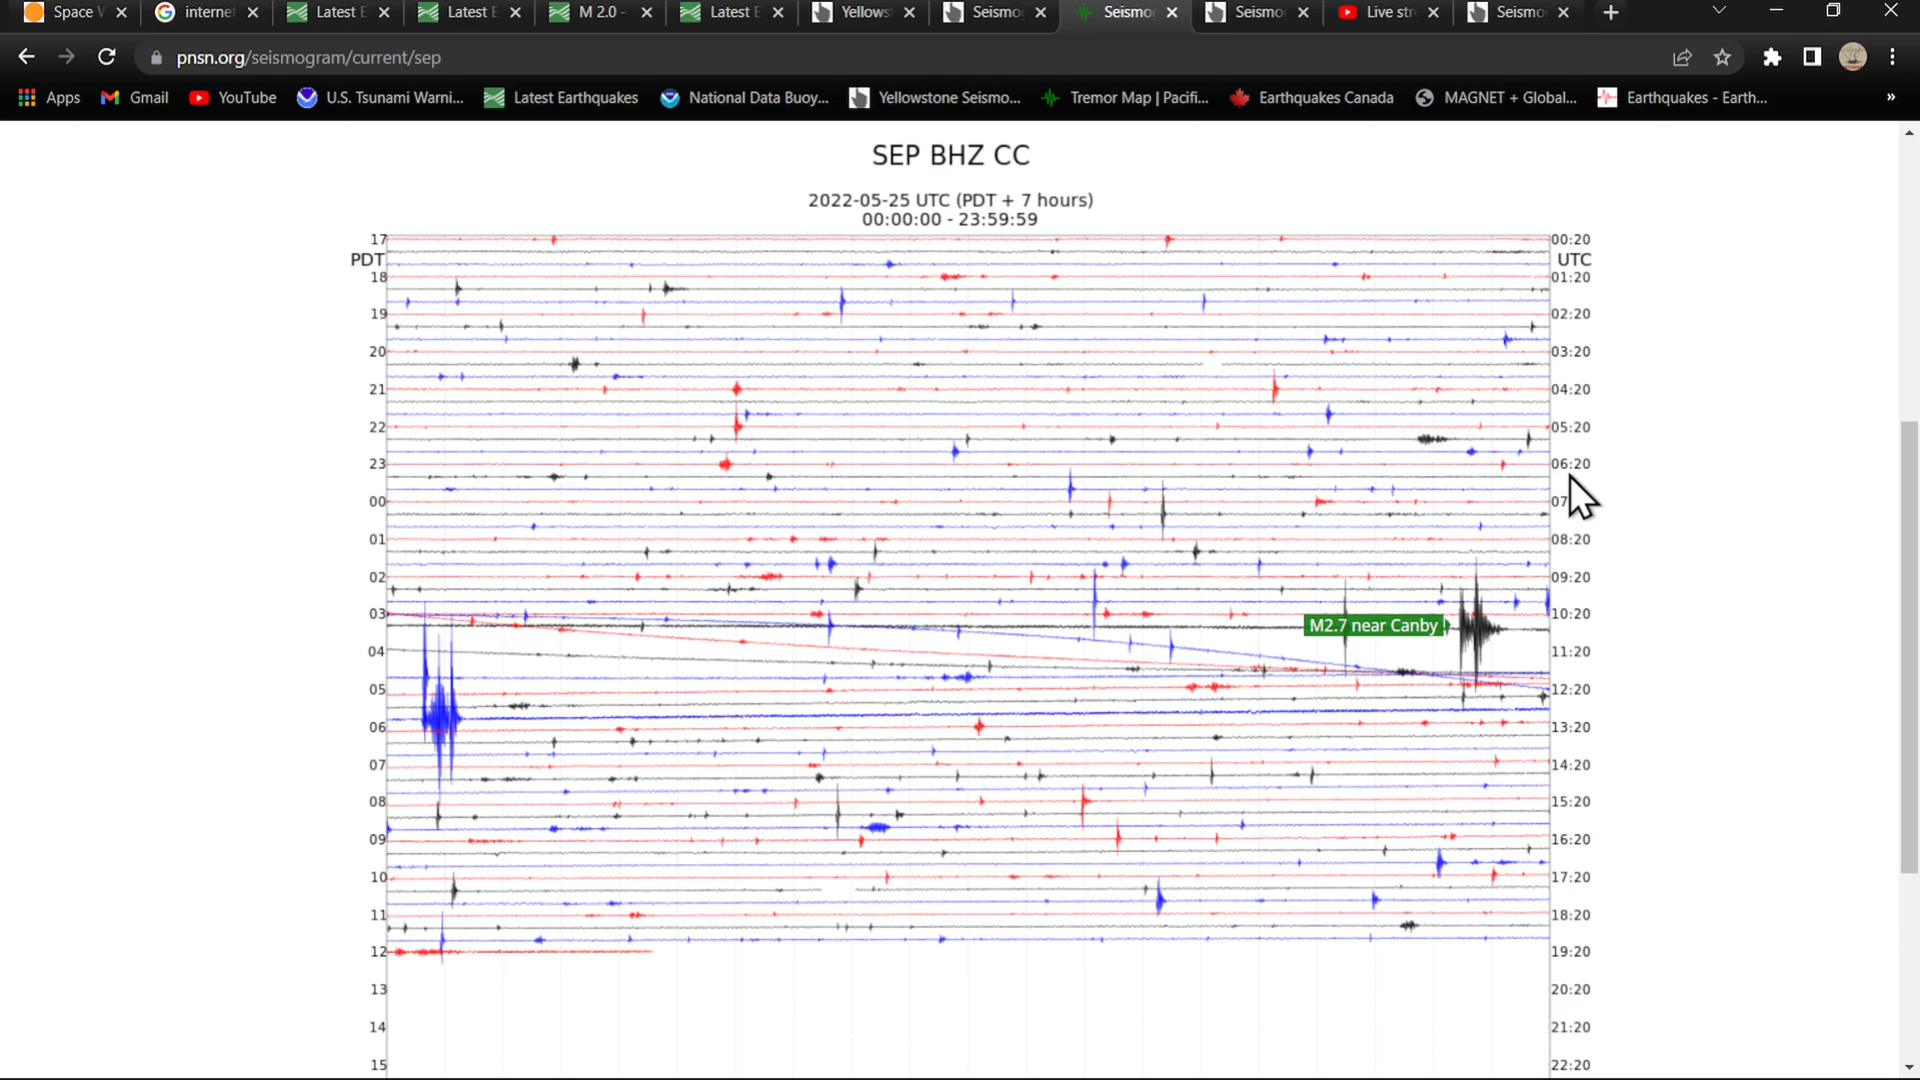 Space
interne
Latest E
Latest E
M 2.0 -
Latest E
Yellows
Seismo
Seismo
Seismo
Live str
Seismo
pnsn.org/seismogram/current/sep
Apps
Gmail
YouTube
U.S. Tsunami Warni...
Latest Earthquakes
National Data Buoy...
Yellowstone Seismo...
Tremor Map | Pacifi...
Earthquakes Canada
MAGNET + Global...
Earthquakes - Earth...
»
SEP BHZ CC
2022-05-25 UTC (PDT + 7 hours)
00:00:00 - 23:59:59
17 00:20
PDT UTC
18 01:20
19 02:20
20 03:20
21 04:20
22 05:20
23 06:20
00 07
01 08:20
02 09:20
03 10:20
M2.7 near Canby
04 11:20
05 12:20
06 13:20
07 14:20
08 15:20
09 16:20
10 17:20
11 18:20
12 19:20
13 20:20
14 21:20
15 22:20